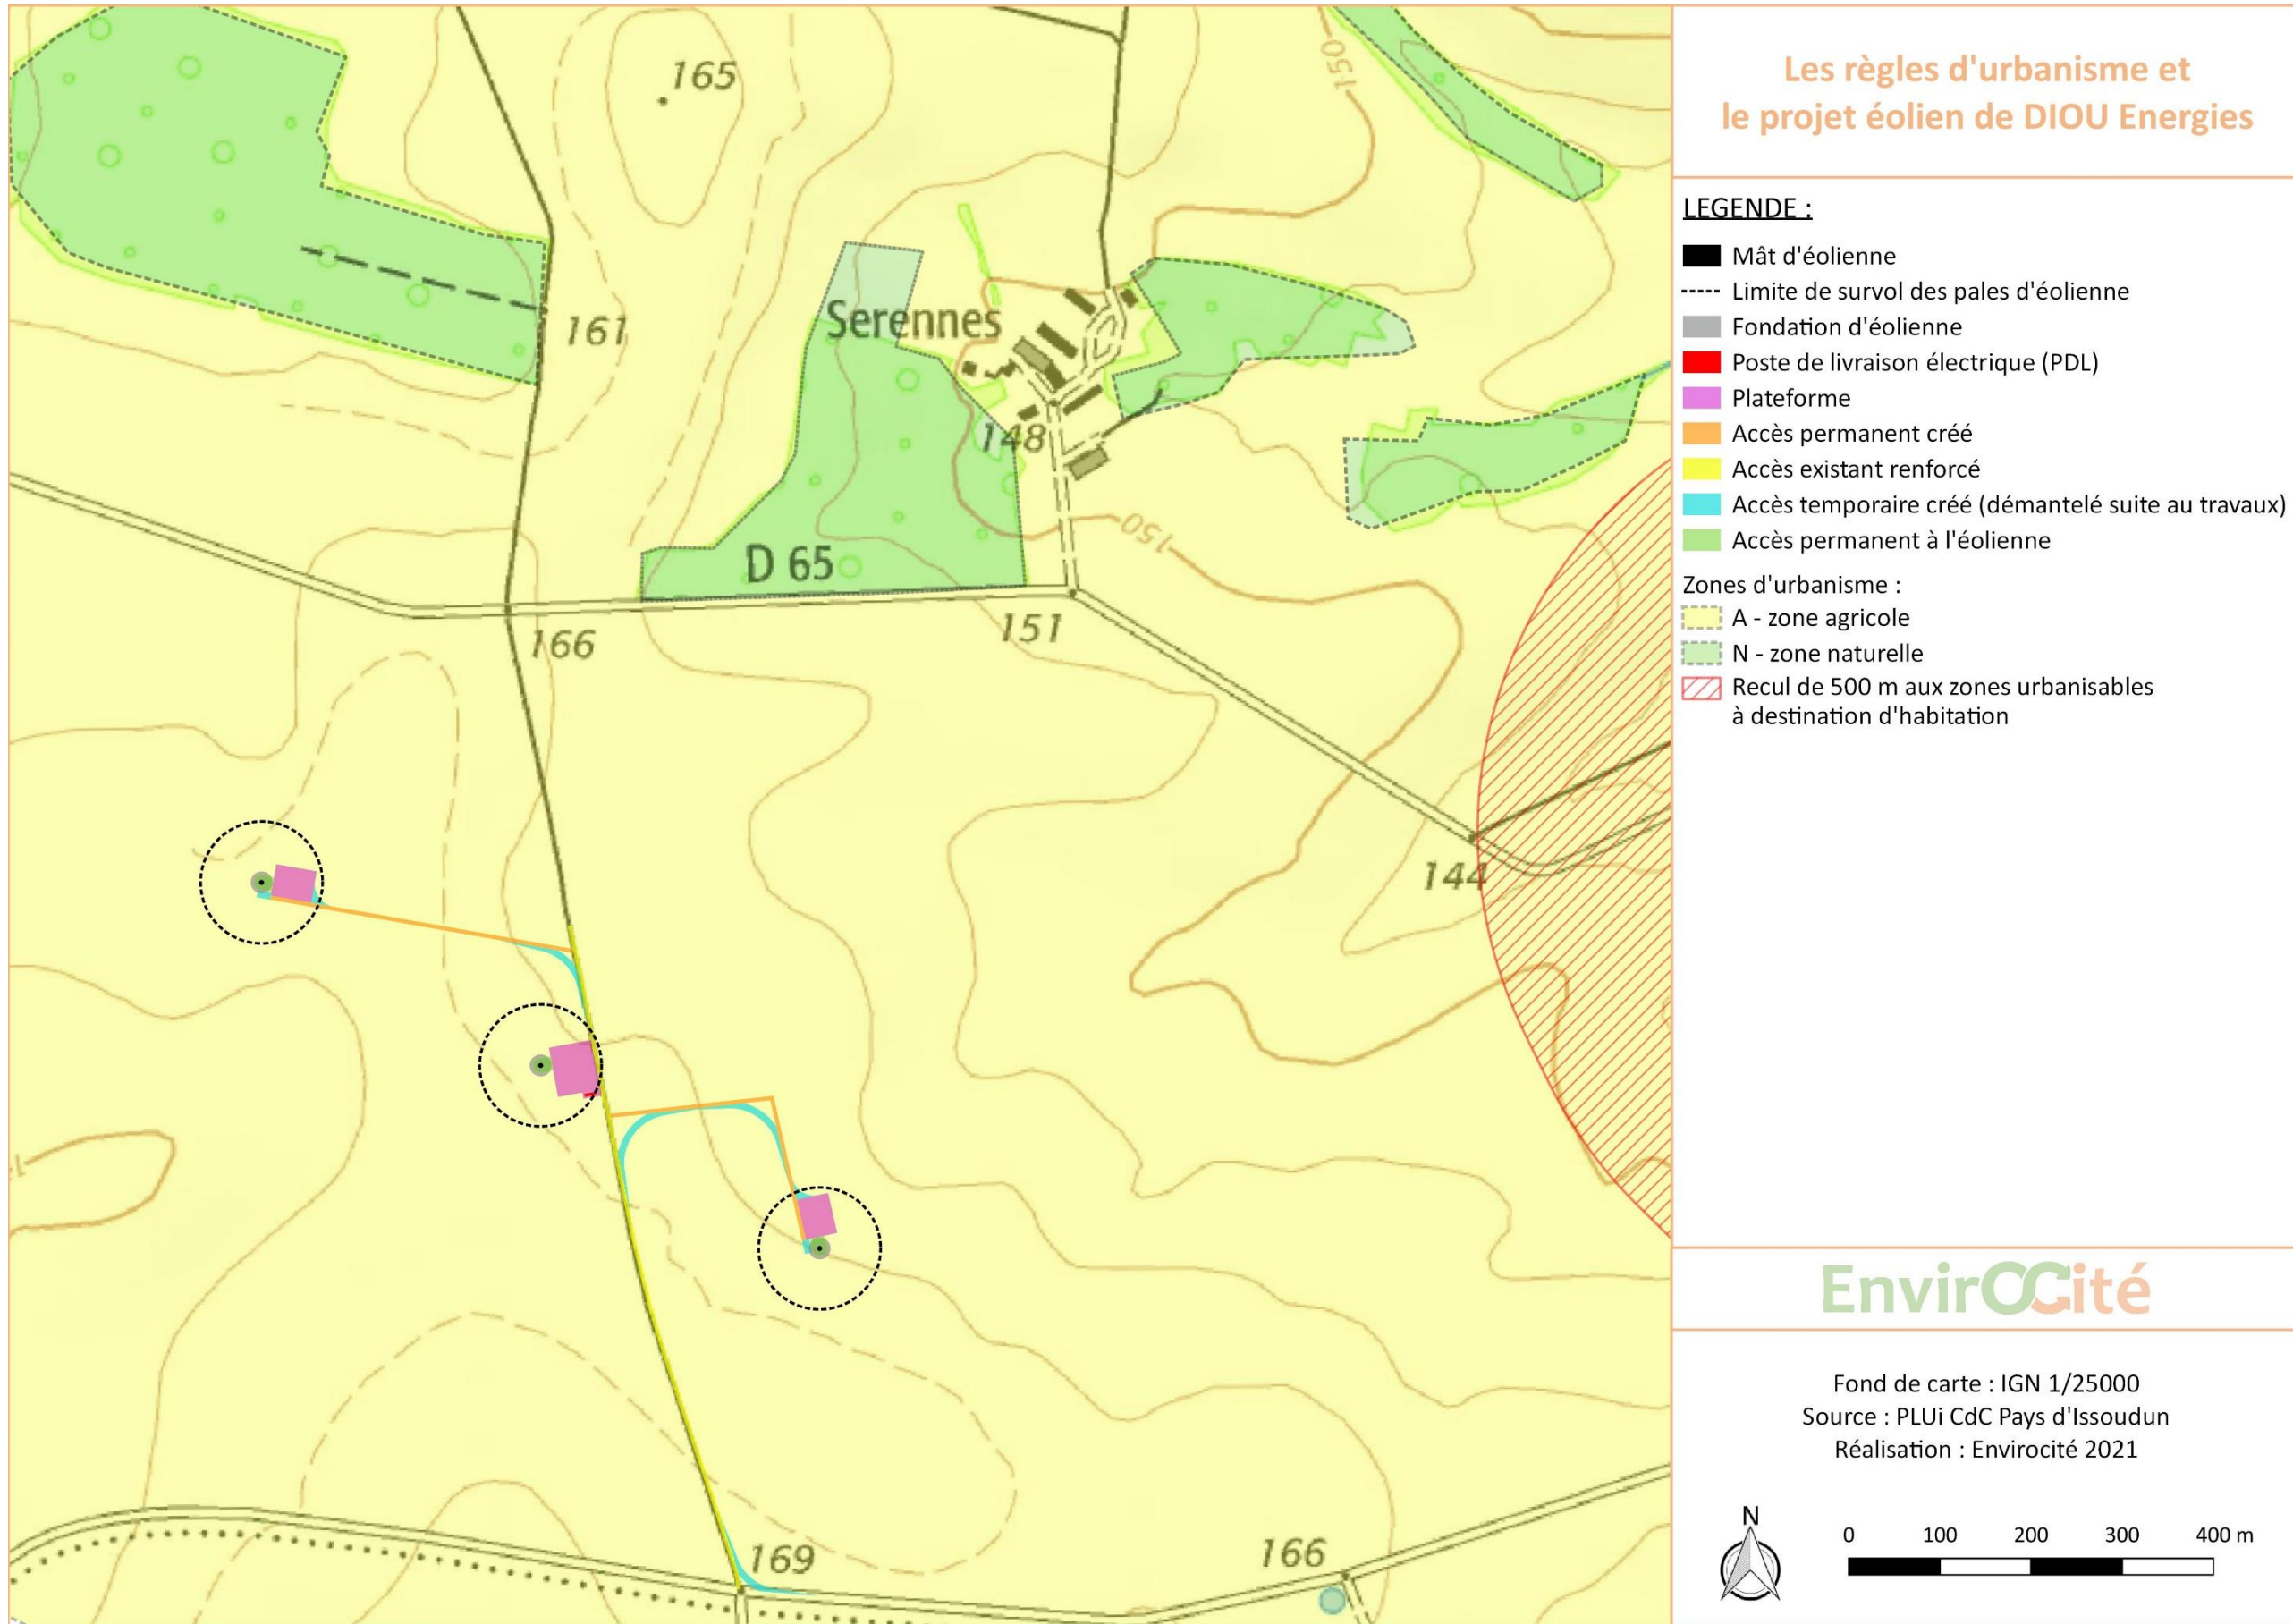 165
150
161
Serennes
148
150
D 65
166
151
144
169
166
Les règles d'urbanisme et
le projet éolien de DIOU Energies
LEGENDE :
Mât d'éolienne
Limite de survol des pales d'éolienne
Fondation d'éolienne
Poste de livraison électrique (PDL)
Plateforme
Accès permanent créé
Accès existant renforcé
Accès temporaire créé (démantelé suite au travaux)
Accès permanent à l'éolienne
Zones d'urbanisme :
A - zone agricole
N - zone naturelle
Recul de 500 m aux zones urbanisables
à destination d'habitation
EnvirOCité
Fond de carte : IGN 1/25000
Source : PLUi CdC Pays d'Issoudun
Réalisation : Envirocité 2021
N
0 100 200 300 400 m